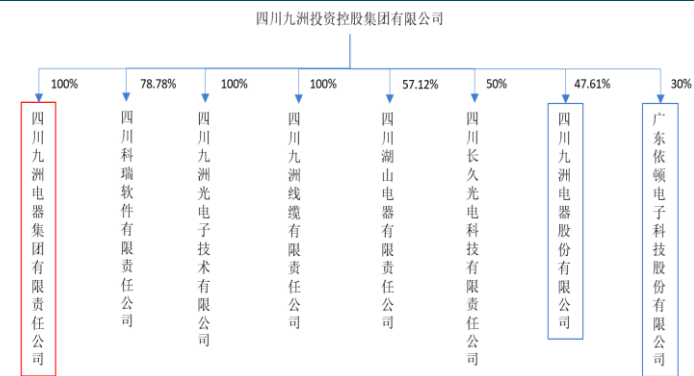 四川九洲投资控股集团有限公司
100%
78.78%
100%
100%
57.12%
50%
47.61%
30%
四川九洲电器集团有限责任公司
四川科瑞软件有限责任公司
四川九洲光电子技术有限公司
四川九洲线缆有限责任公司
四川湖山电器有限责任公司
四川长久光电科技有限责任公司
四川九洲电器股份有限公司
广东依顿电子科技股份有限公司